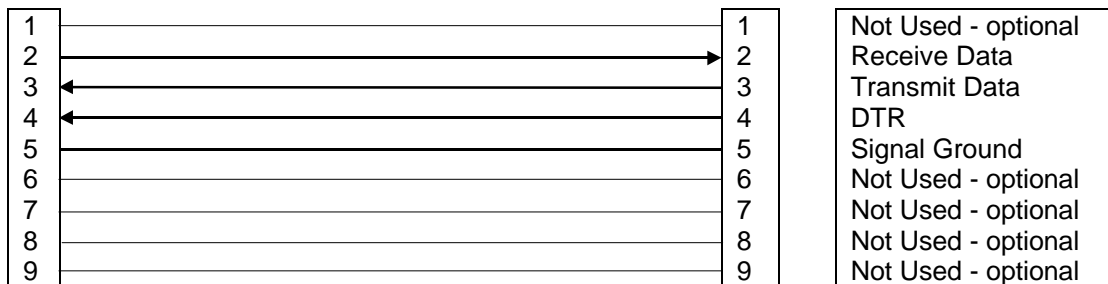 1 1 Not Used - optional
2 2 Receive Data
3 3 Transmit Data
4 4 DTR
5 5 Signal Ground
6 6 Not Used - optional
7 7 Not Used - optional
8 8 Not Used - optional
9 9 Not Used - optional